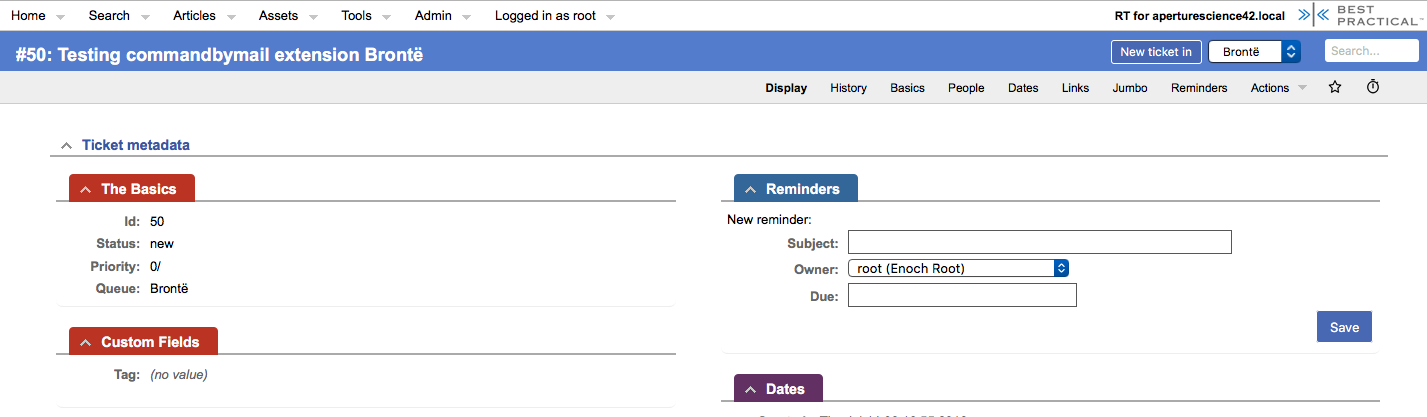 Home Search Articles Assets Tools Admin Logged in as root RT for aperturescience42.local BEST PRACTICAL™
#50: Testing commandbymail extension Brontë New ticket in Brontë Search...
Display History Basics People Dates Links Jumbo Reminders Actions
Ticket metadata
The Basics
Id: 50
Status: new
Priority: 0/
Queue: Brontë
Custom Fields
Tag: (no value)
Reminders
New reminder:
Subject:
Owner: root (Enoch Root)
Due:
Save
Dates